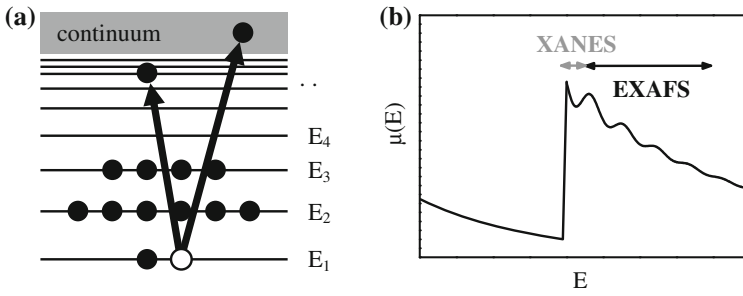 (a)
continuum
. .
E4
E3
E2
E1
(b)
XANES
EXAFS
μ(E)
E